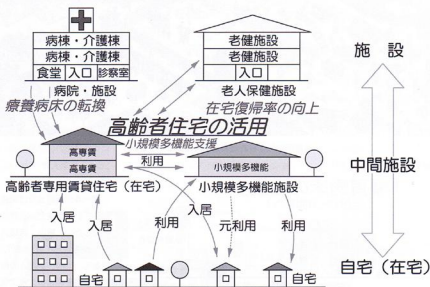 病棟・介護棟
病棟・介護棟
食堂 入口 診察室
病院・施設
老健施設
老健施設
入口
老人保健施設
施　設
療養病床の転換
在宅復帰率の向上
高齢者住宅の活用
小規模多機能支援
高専賃
高専賃
利用
小規模多機能
中間施設
高齢者専用賃貸住宅（在宅）
小規模多機能施設
入居
入居
利用
入居
元利用
利用
自宅
自宅
自宅（在宅）